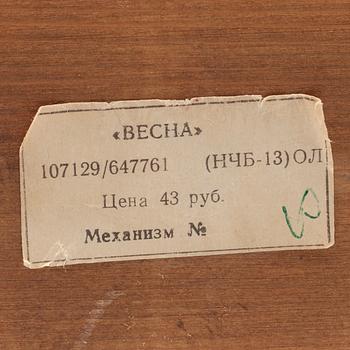 «ВЕСНА»
107129/647761 (НЧБ-13) ОЛ
Цена 43 руб.
Механизм №